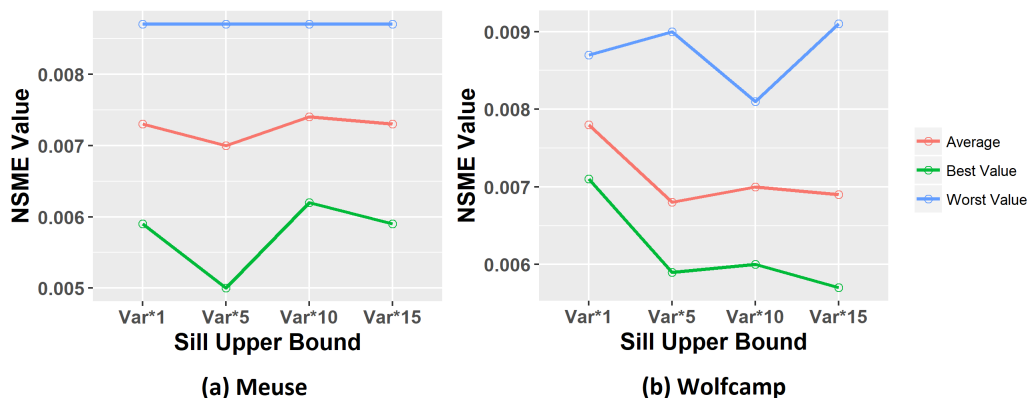 NSME Value
0.008
0.007
0.006
0.005
Var*1 Var*5 Var*10 Var*15
Sill Upper Bound
(a) Meuse
NSME Value
0.009
0.008
0.007
0.006
Var*1 Var*5 Var*10 Var*15
Sill Upper Bound
(b) Wolfcamp
Average
Best Value
Worst Value